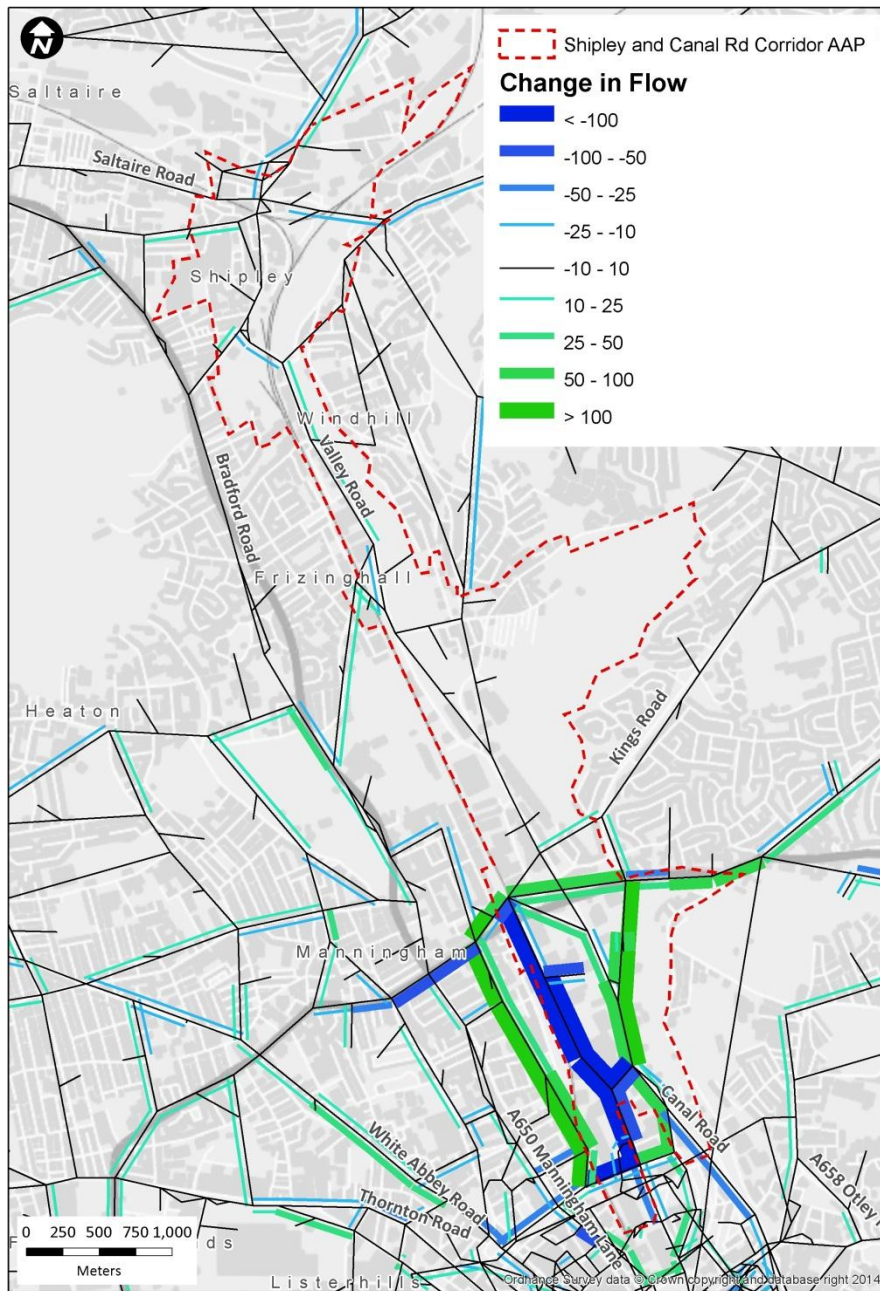 N
Shipley and Canal Rd Corridor AAP
Change in Flow
< -100
-100 - -50
-50 - -25
-25 - -10
-10 - 10
10 - 25
25 - 50
50 - 100
> 100
Saltaire
Saltaire Road
Shipley
Windhill
Valley Road
Bradford Road
Frizinghall
Heaton
Kings Road
Manningham
Canal Road
White Abbey Road
A650 Manningham Lane
A658 Otley
Thornton Road
0 250 500 750 1,000
Meters
Listerhills
Ordnance Survey data © Crown copyright and database right 2014